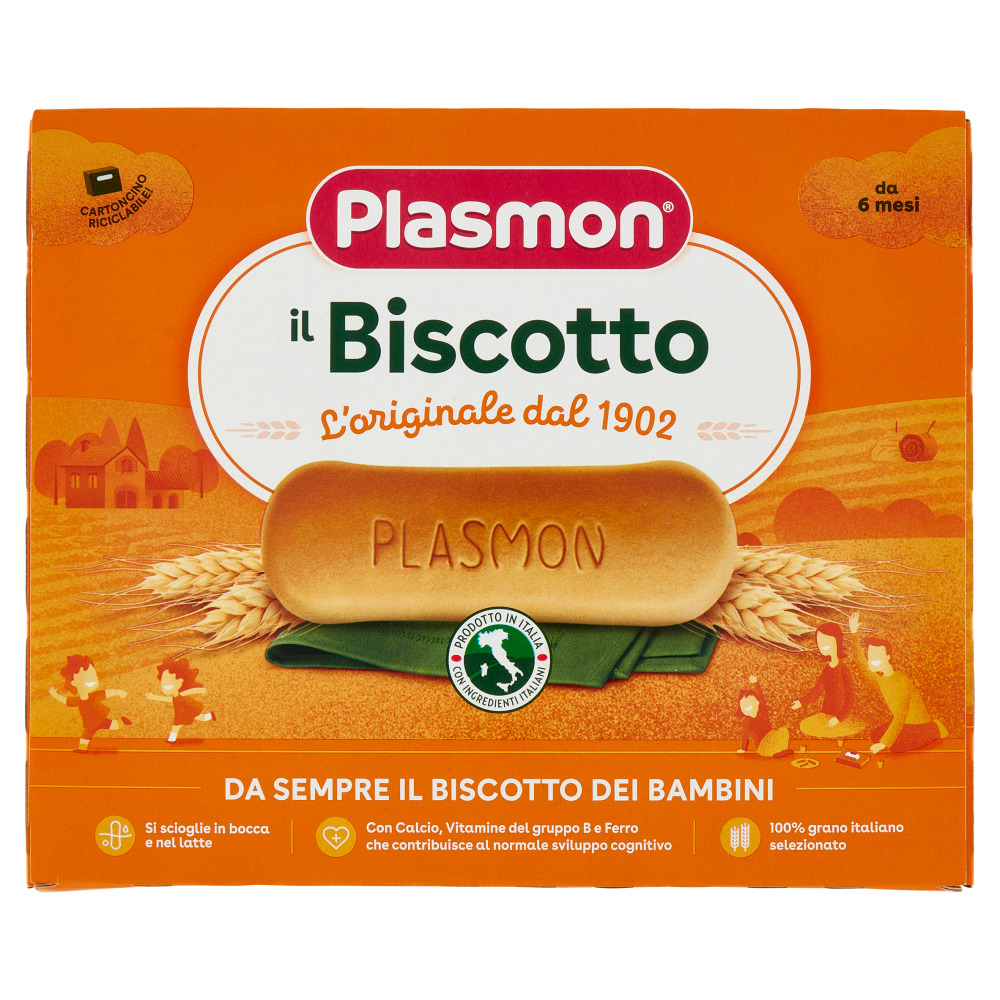 CARTONCINO
RICICLABILE!
Plasmon®
da
6 mesi
il Biscotto
L'originale dal 1902
PLASMON
PRODOTTO IN ITALIA
CON INGREDIENTI ITALIANI
DA SEMPRE IL BISCOTTO DEI BAMBINI
Si scioglie in bocca
e nel latte
Con Calcio, Vitamine del gruppo B e Ferro
che contribuisce al normale sviluppo cognitivo
100% grano italiano
selezionato